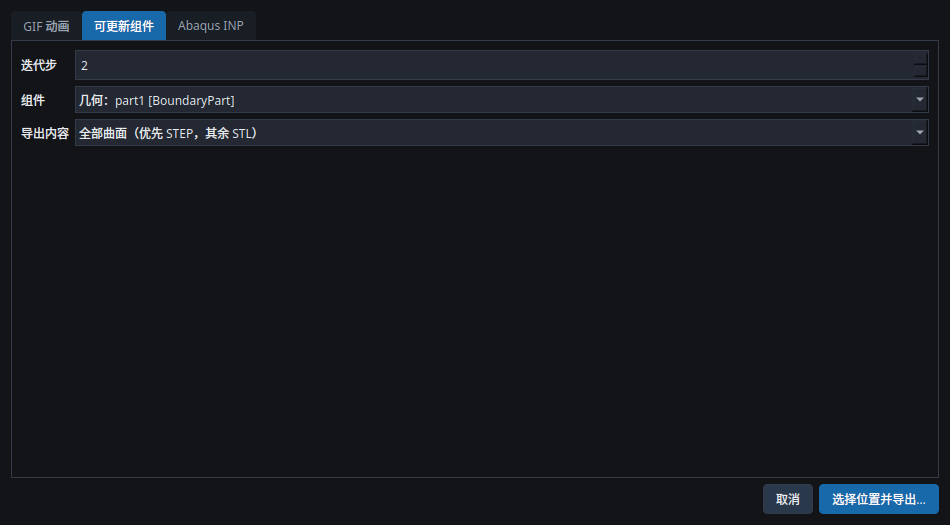 GIF 动画 可更新组件 Abaqus INP
迭代步 2
组件 几何：part1 [BoundaryPart]
导出内容 全部曲面（优先 STEP，其余 STL）
取消 选择位置并导出...